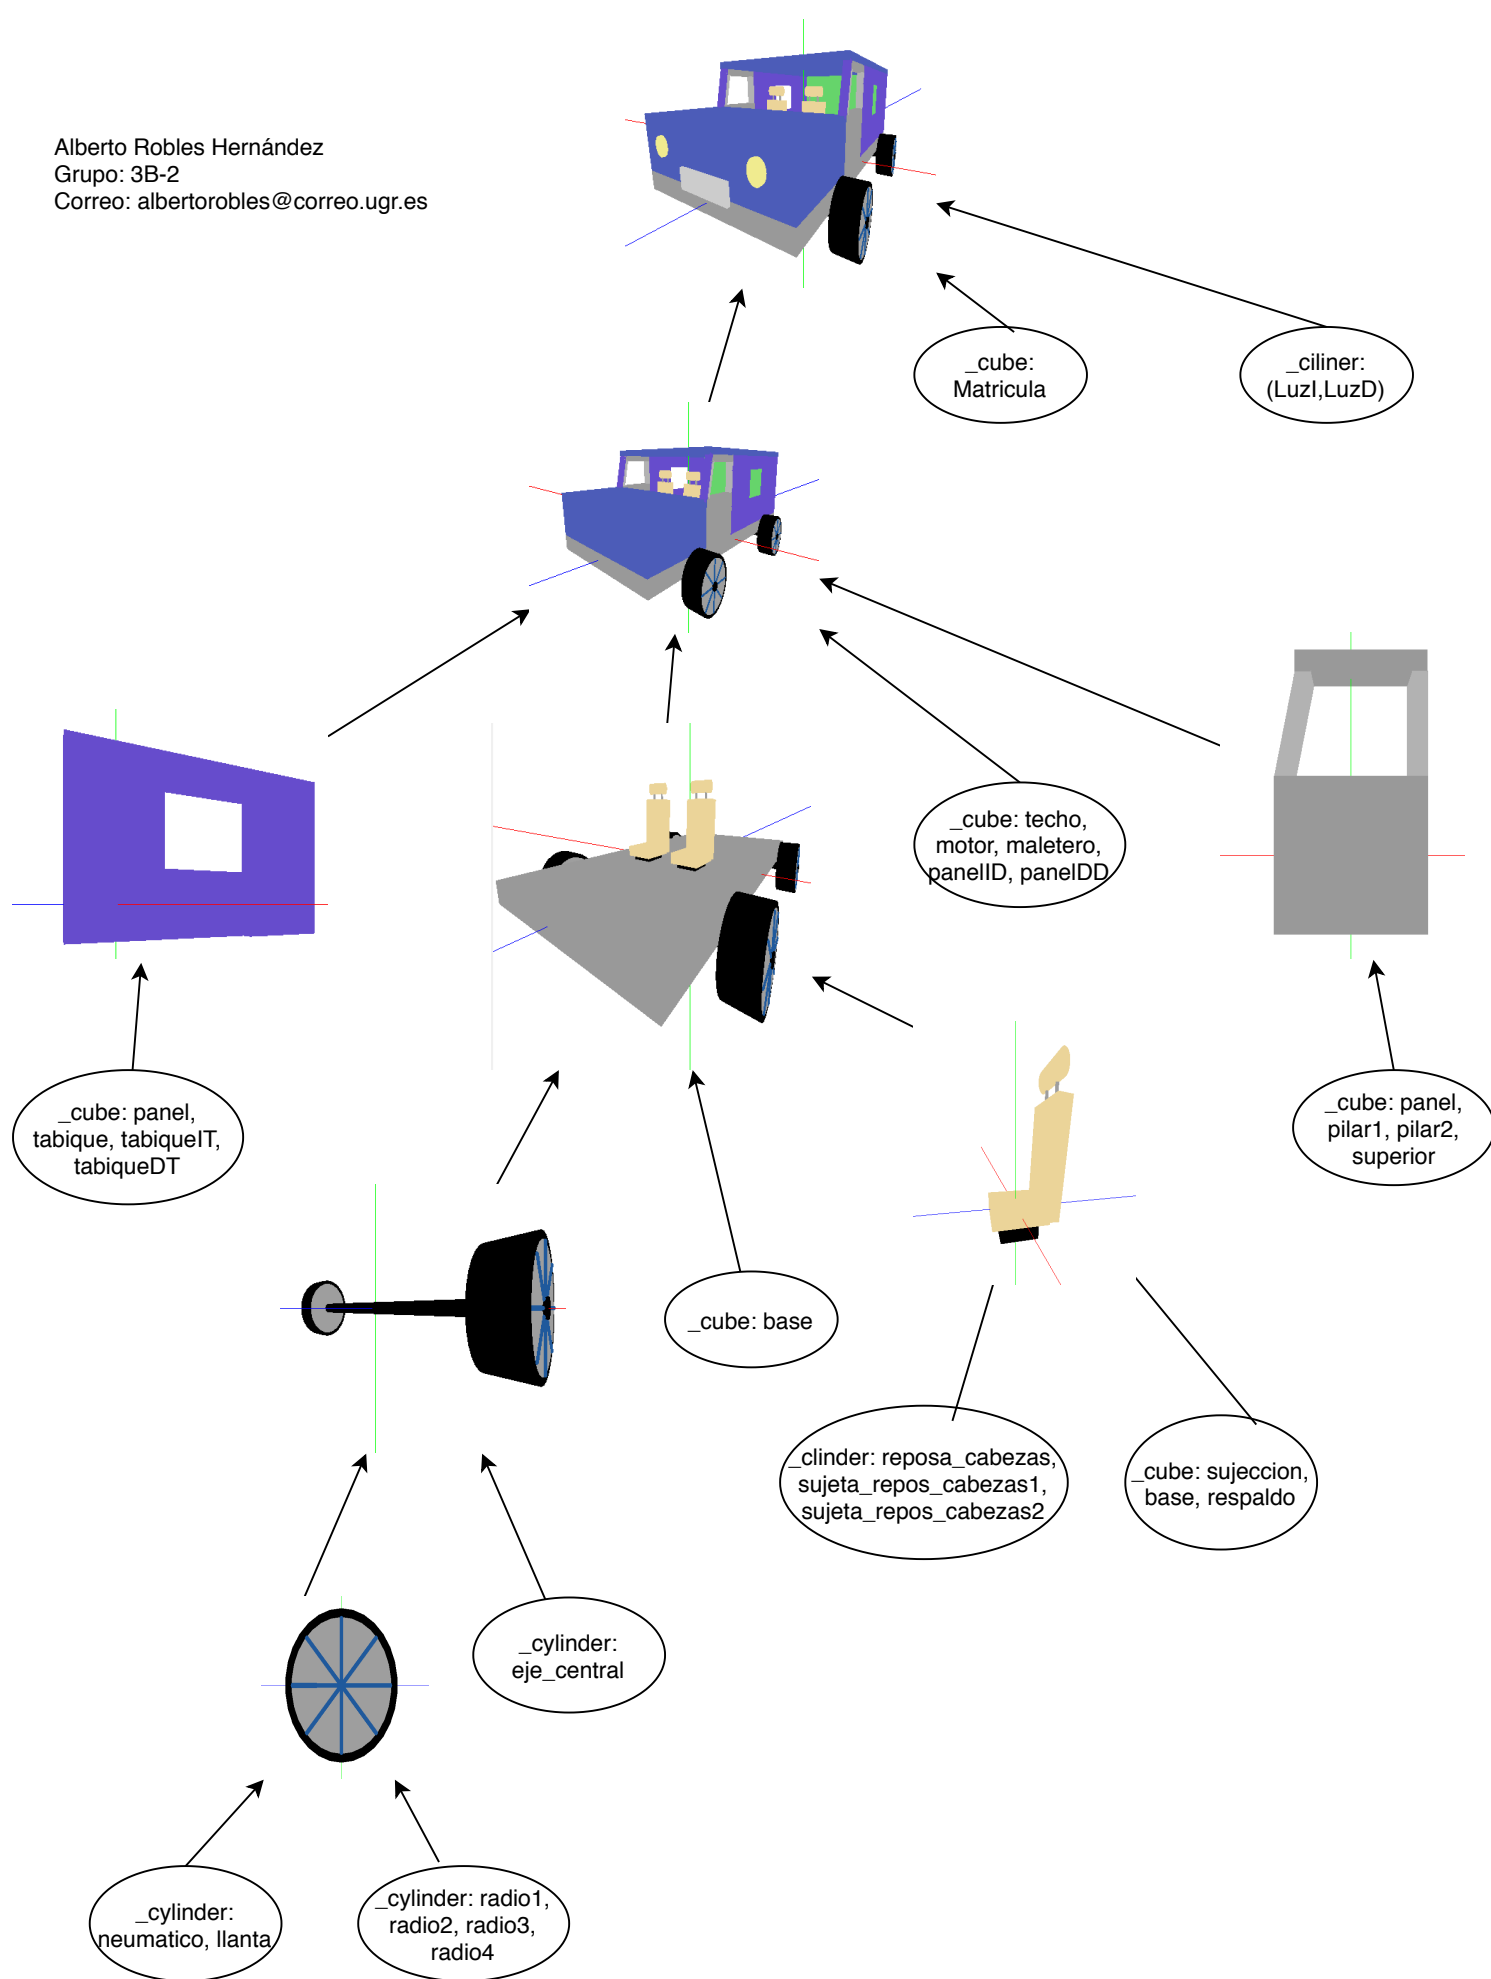 Alberto Robles Hernández
Grupo: 3B-2
Correo: albertorobles@correo.ugr.es
_cube:
Matricula
_ciliner:
(LuzI,LuzD)
_cube: techo,
motor, maletero,
panelID, panelDD
_cube: panel,
tabique, tabiqueIT,
tabiqueDT
_cube: panel,
pilar1, pilar2,
superior
_cube: base
_clinder: reposa_cabezas,
sujeta_repos_cabezas1,
sujeta_repos_cabezas2
_cube: sujeccion,
base, respaldo
_cylinder:
eje_central
_cylinder:
neumatico, llanta
_cylinder: radio1,
radio2, radio3,
radio4